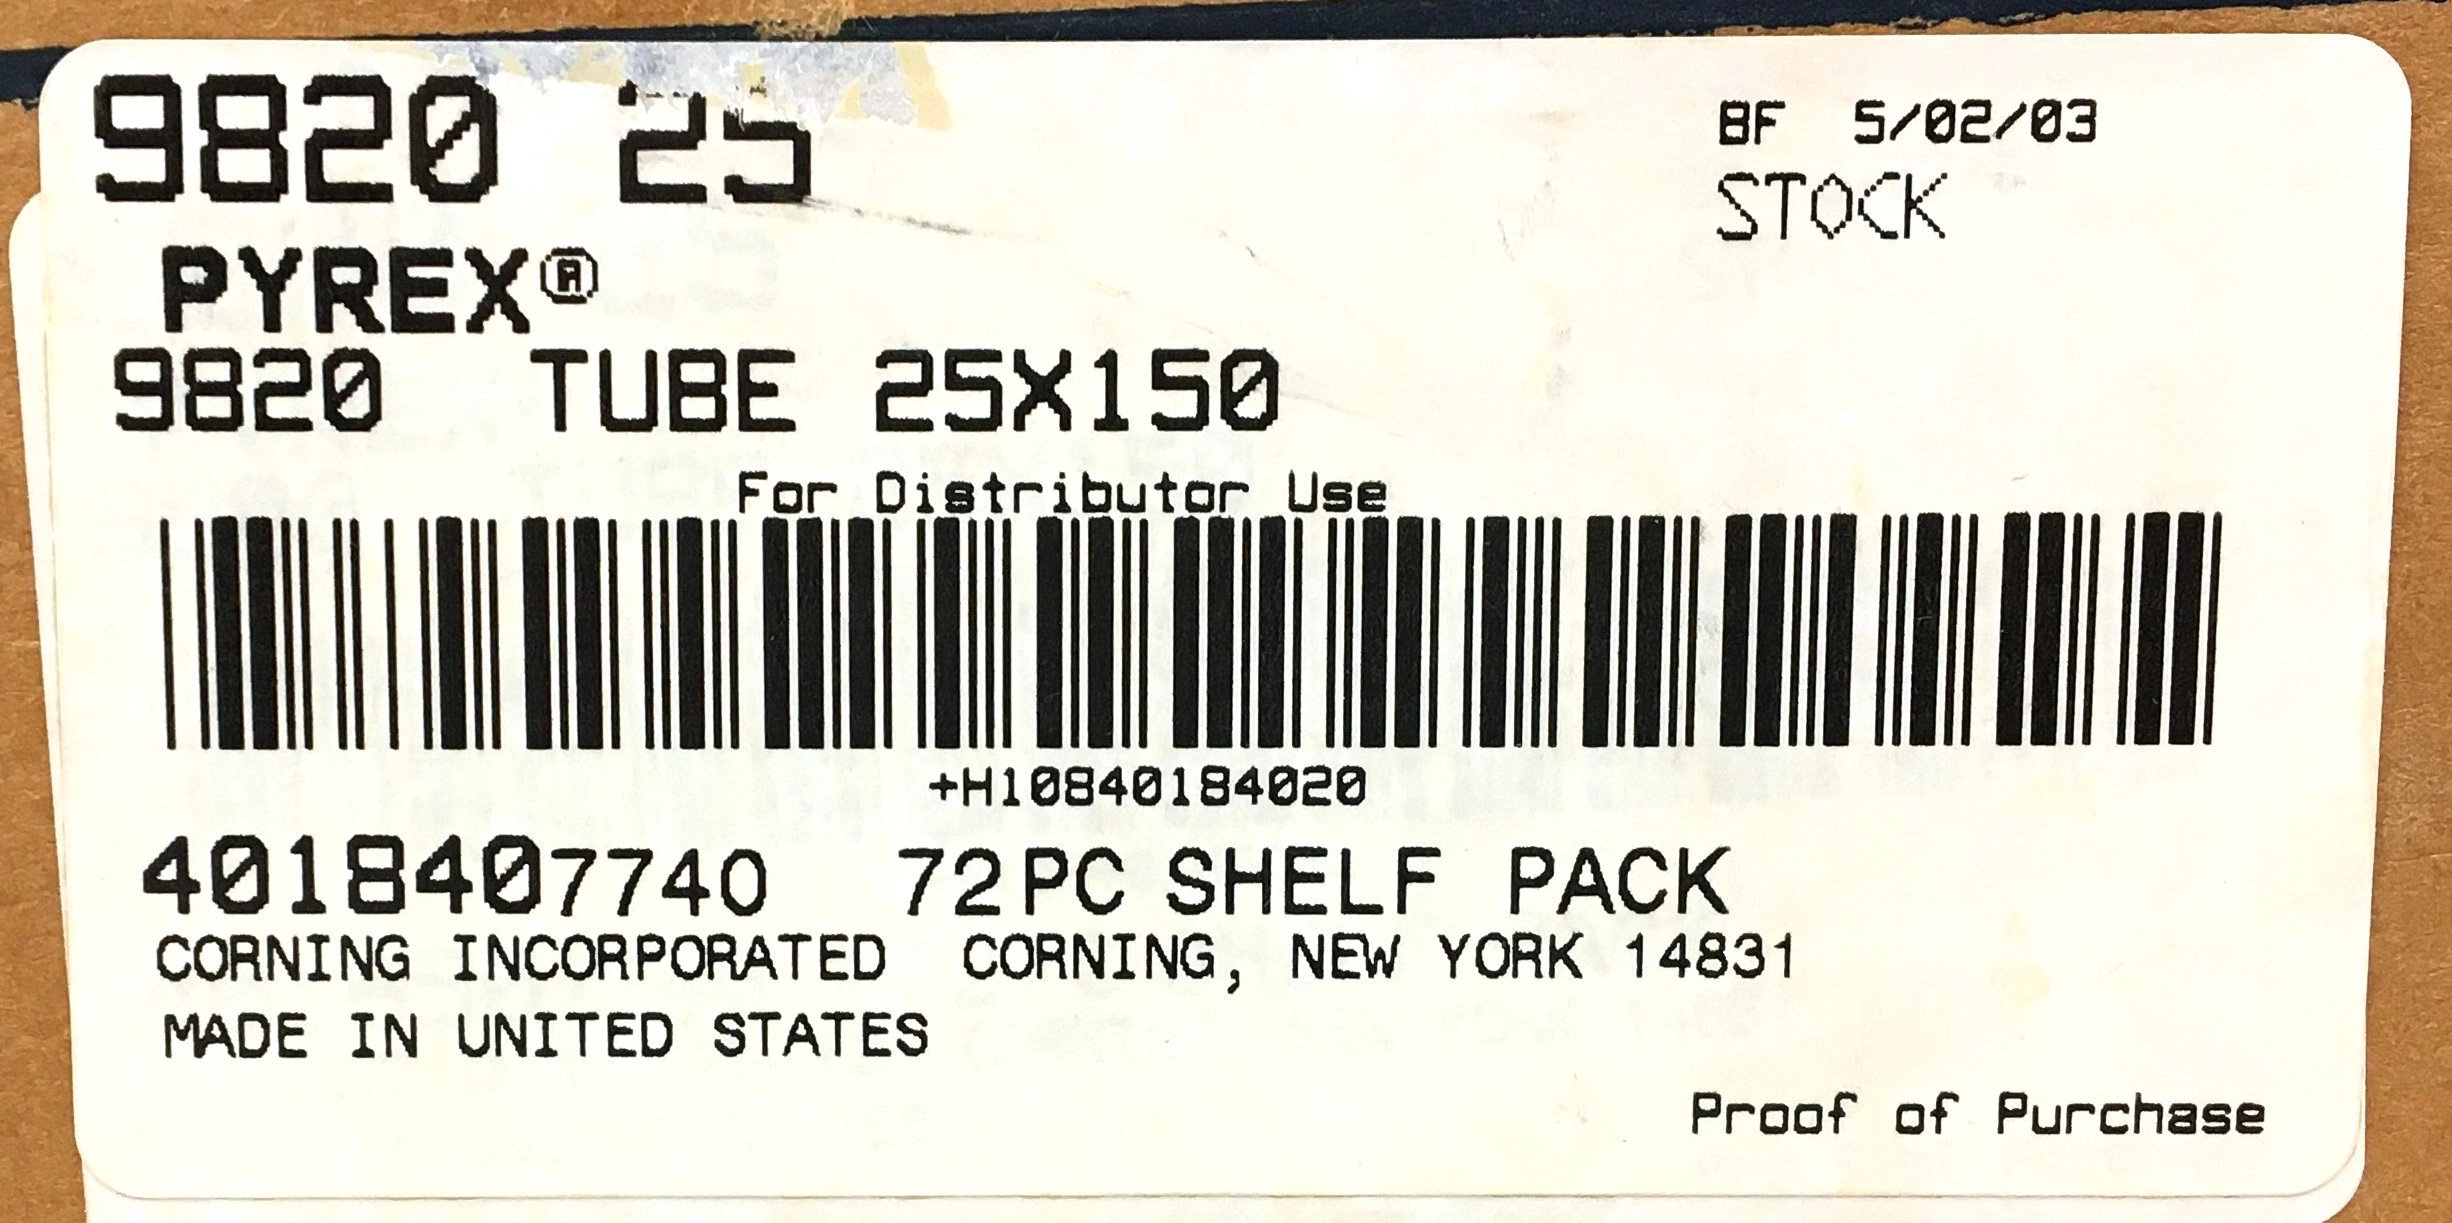 9820 25
BF 5/02/03
STOCK
PYREX®
9820 TUBE 25X150
For Distributor Use
+H10840184020
4018407740 72PC SHELF PACK
CORNING INCORPORATED CORNING, NEW YORK 14831
MADE IN UNITED STATES
Proof of Purchase